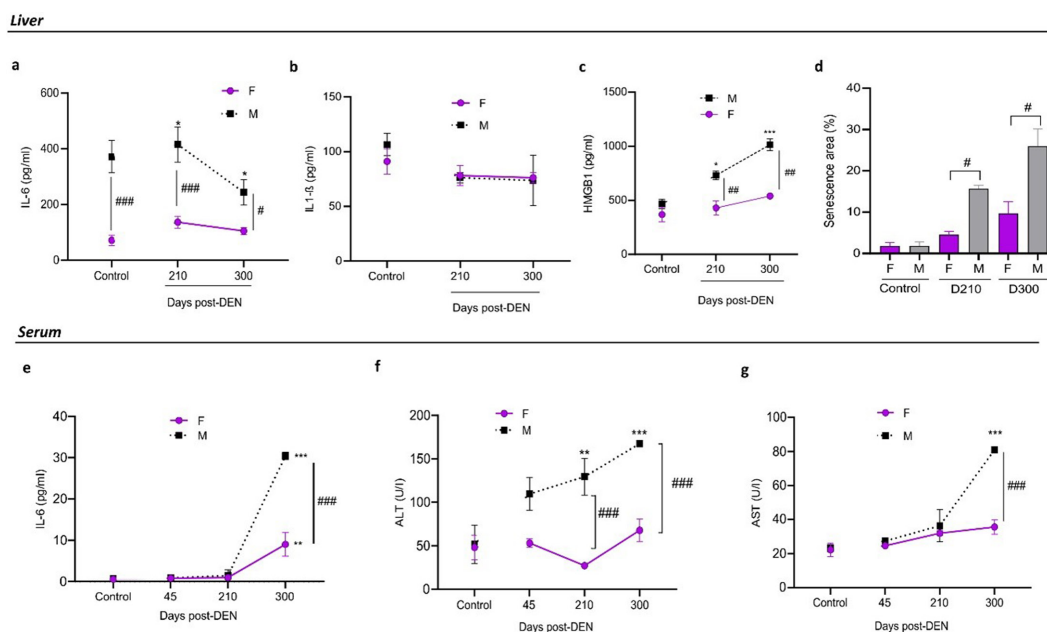 Liver
a
IL-6 (pg/ml)
600
400
200
0
F
M
###
*
###
*
#
Control
210
300
Days post-DEN
b
IL1-ß (pg/ml)
150
100
50
0
F
M
Control
210
300
Days post-DEN
c
HMGB1 (pg/ml)
1500
1000
500
0
M
F
*
##
***
##
Control
210
300
Days post-DEN
d
Senescence area (%)
40
30
20
10
0
#
#
F M F M F M
Control D210 D300
Serum
e
IL-6 (pg/ml)
40
30
20
10
0
F
M
***
###
**
Control
45
210
300
Days post-DEN
f
ALT (U/l)
200
150
100
50
0
F
M
**
###
***
###
Control
45
210
300
Days post-DEN
g
AST (U/l)
100
80
60
40
20
0
F
M
***
###
Control
45
210
300
Days post-DEN